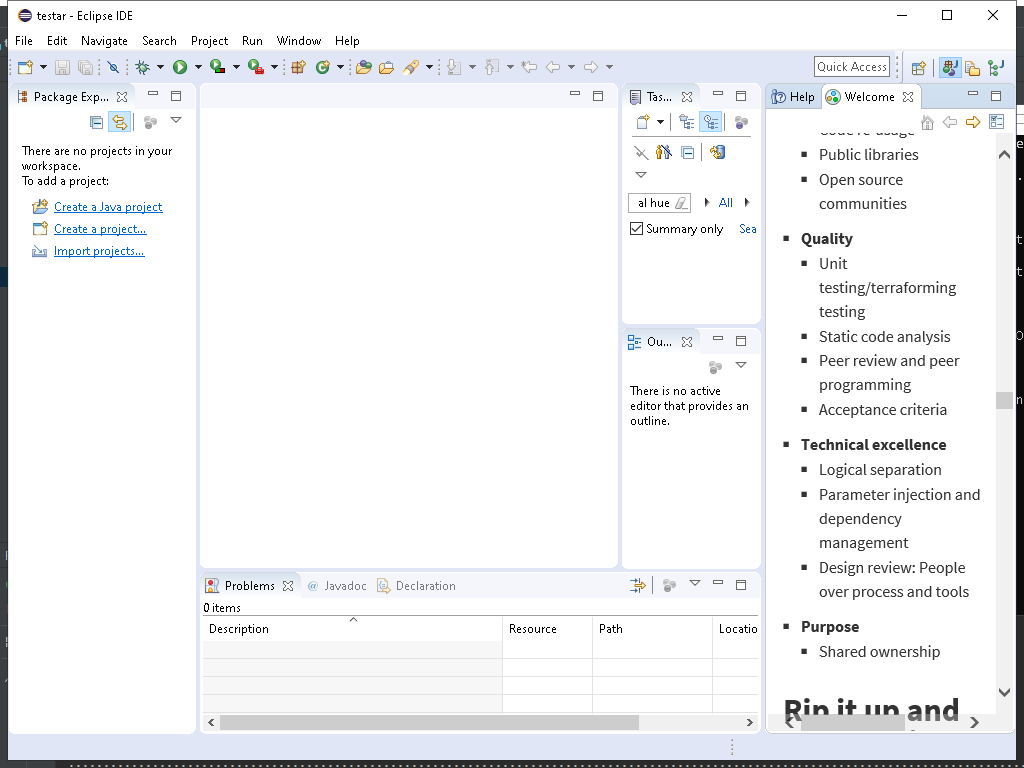 testar - Eclipse IDE
File Edit Navigate Search Project Run Window Help
Quick Access
Package Exp...
There are no projects in your
workspace.
To add a project:
Create a Java project
Create a project...
Import projects...
Tas...
al hue
All
Summary only
Sea
Ou...
There is no active
editor that provides an
outline.
Help
Welcome
Code re-usage
Public libraries
Open source
communities
Quality
Unit
testing/terraforming
testing
Static code analysis
Peer review and peer
programming
Acceptance criteria
Technical excellence
Logical separation
Parameter injection and
dependency
management
Design review: People
over process and tools
Purpose
Shared ownership
Rip it up and
Problems
@ Javadoc
Declaration
0 items
Description Resource Path Locatio